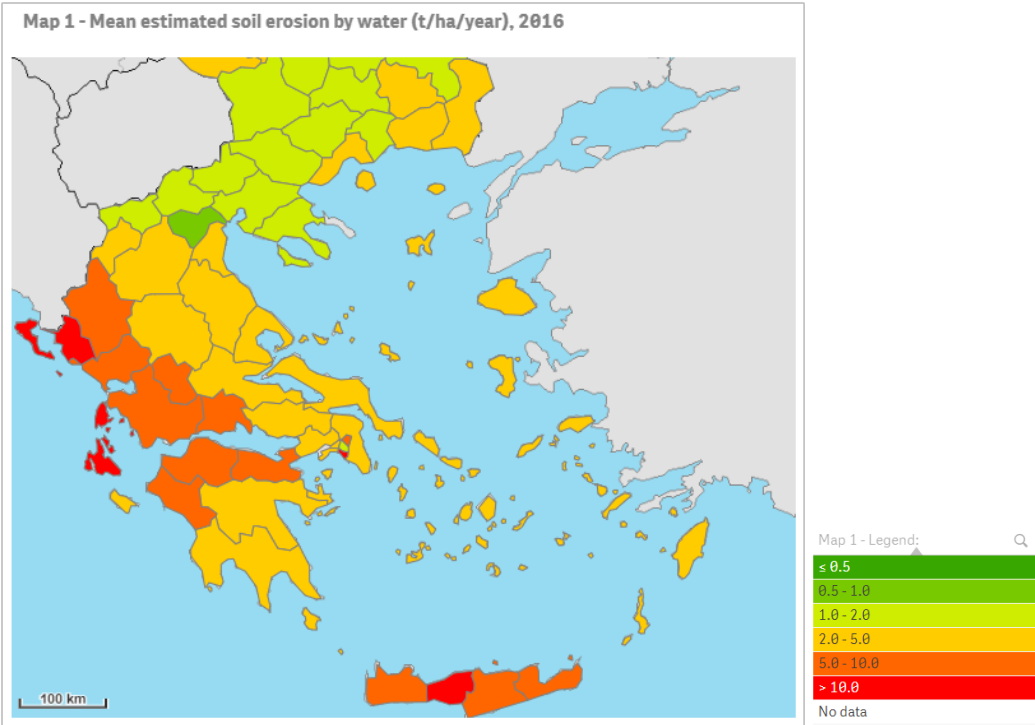 Map 1 - Mean estimated soil erosion by water (t/ha/year), 2016
100 km
Map 1 - Legend:
≤ 0.5
0.5 - 1.0
1.0 - 2.0
2.0 - 5.0
5.0 - 10.0
> 10.0
No data